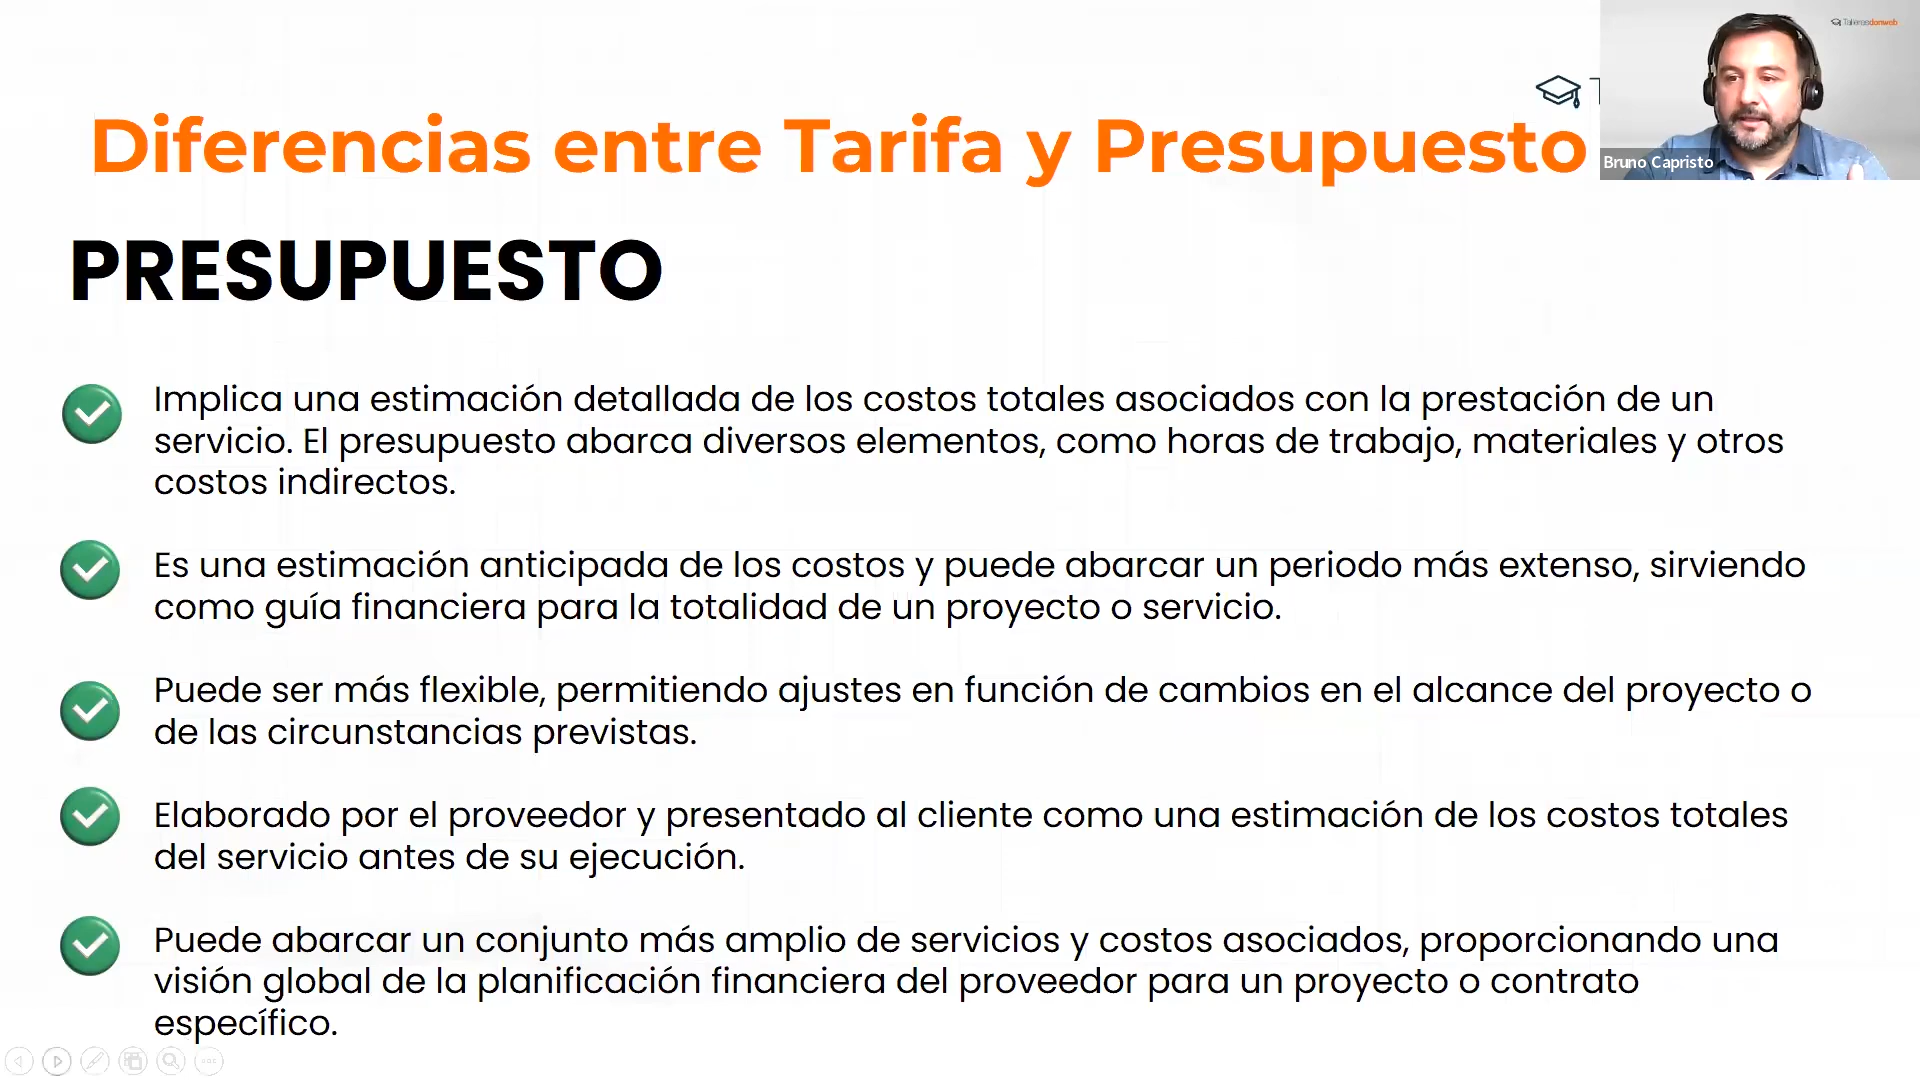 Talleresdonweb
Diferencias entre Tarifa y Presupuesto
Bruno Capristo
PRESUPUESTO
Implica una estimación detallada de los costos totales asociados con la prestación de un
servicio. El presupuesto abarca diversos elementos, como horas de trabajo, materiales y otros
costos indirectos.
Es una estimación anticipada de los costos y puede abarcar un periodo más extenso, sirviendo
como guía financiera para la totalidad de un proyecto o servicio.
Puede ser más flexible, permitiendo ajustes en función de cambios en el alcance del proyecto o
de las circunstancias previstas.
Elaborado por el proveedor y presentado al cliente como una estimación de los costos totales
del servicio antes de su ejecución.
Puede abarcar un conjunto más amplio de servicios y costos asociados, proporcionando una
visión global de la planificación financiera del proveedor para un proyecto o contrato
específico.